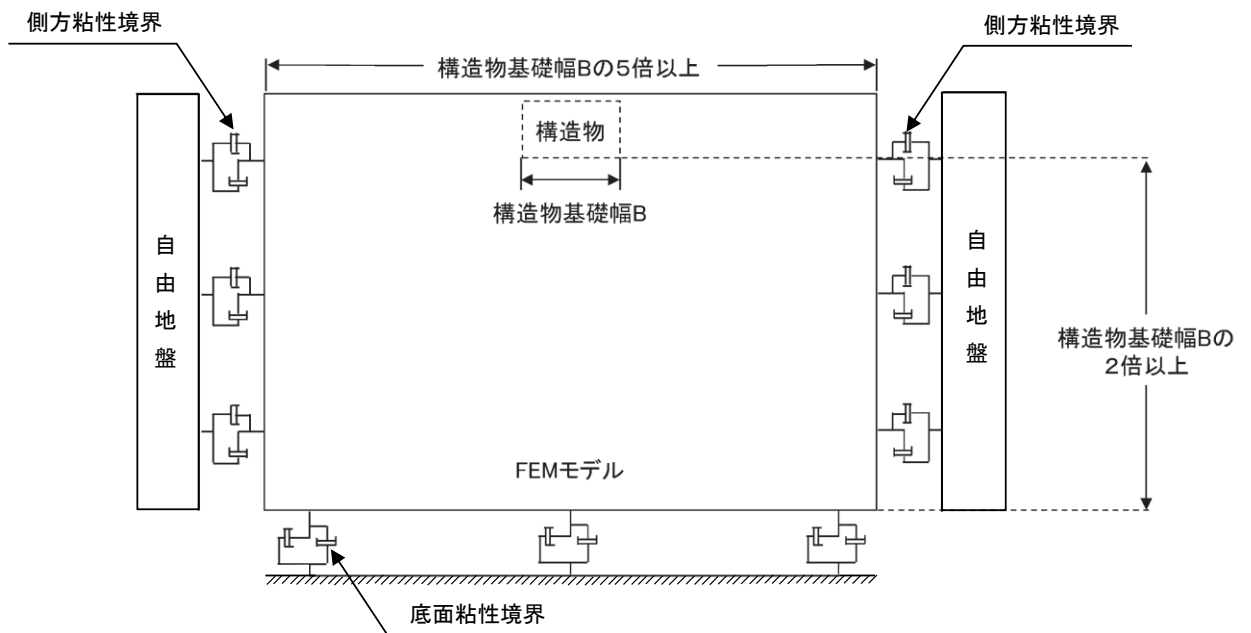 側方粘性境界
側方粘性境界
構造物基礎幅Bの5倍以上
構造物
構造物基礎幅B
自由地盤
自由地盤
構造物基礎幅Bの
2倍以上
FEMモデル
底面粘性境界